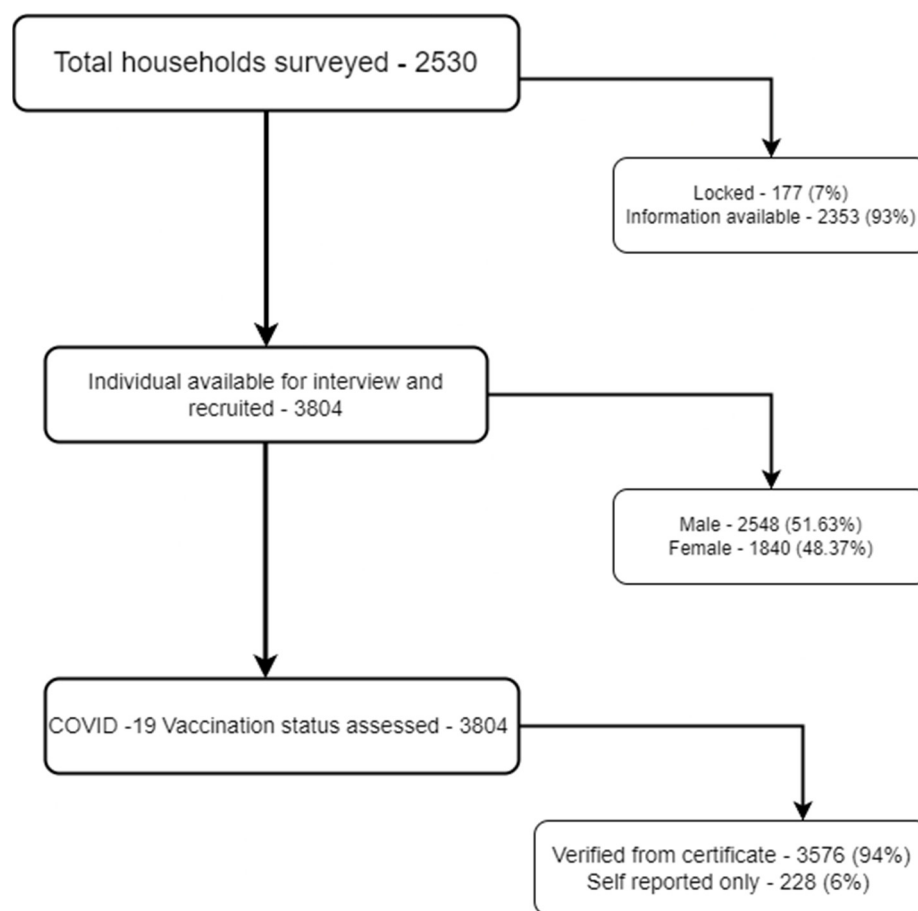 Total households surveyed - 2530
Locked - 177 (7%)
Information available - 2353 (93%)
Individual available for interview and
recruited - 3804
Male - 2548 (51.63%)
Female - 1840 (48.37%)
COVID -19 Vaccination status assessed - 3804
Verified from certificate - 3576 (94%)
Self reported only - 228 (6%)